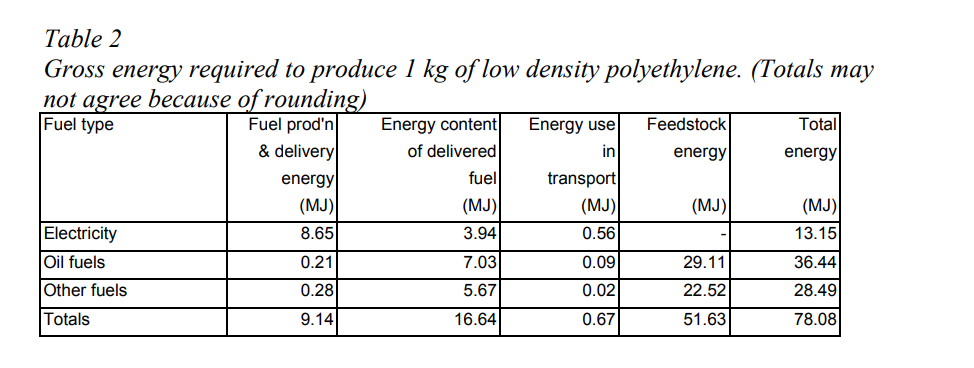 Table 2
Gross energy required to produce 1 kg of low density polyethylene. (Totals may
not agree because of rounding)
Fuel type Fuel prod'n Energy content Energy use Feedstock Total
& delivery of delivered in energy energy
energy fuel transport
(MJ) (MJ) (MJ) (MJ) (MJ)
Electricity 8.65 3.94 0.56 - 13.15
Oil fuels 0.21 7.03 0.09 29.11 36.44
Other fuels 0.28 5.67 0.02 22.52 28.49
Totals 9.14 16.64 0.67 51.63 78.08